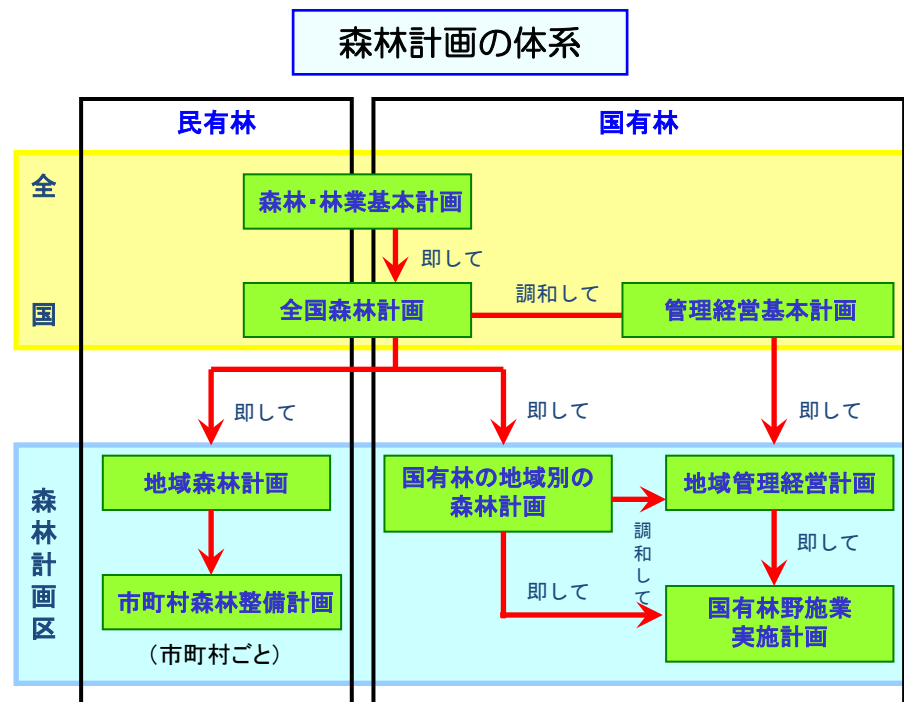 森林計画の体系
民有林
国有林
全国
森林・林業基本計画
即して
全国森林計画
調和して
管理経営基本計画
即して
即して
即して
森林計画区
地域森林計画
国有林の地域別の
森林計画
地域管理経営計画
調和して
即して
即して
市町村森林整備計画
(市町村ごと)
国有林野施業
実施計画